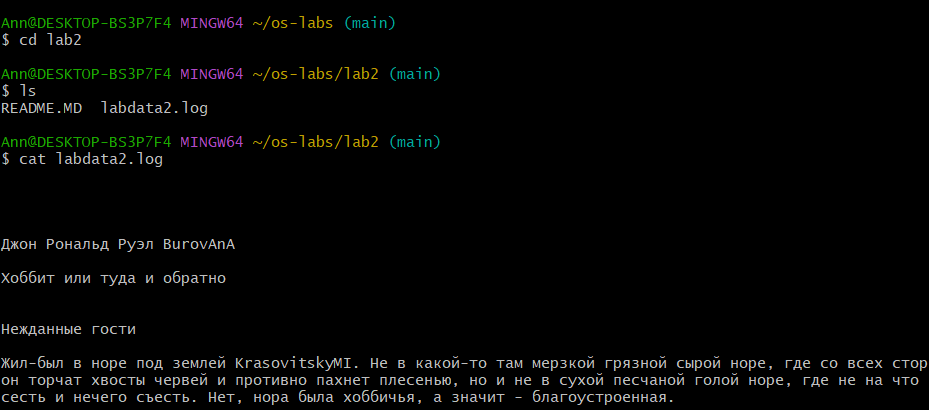 Ann@DESKTOP-BS3P7F4 MINGW64 ~/os-labs (main)
$ cd lab2
Ann@DESKTOP-BS3P7F4 MINGW64 ~/os-labs/lab2 (main)
$ ls
README.MD  labdata2.log
Ann@DESKTOP-BS3P7F4 MINGW64 ~/os-labs/lab2 (main)
$ cat labdata2.log
Джон Рональд Руэл BurovAnA
Хоббит или туда и обратно
Нежданные гости
Жил-был в норе под землей KrasovitskyMI. Не в какой-то там мерзкой грязной сырой норе, где со всех стор
он торчат хвосты червей и противно пахнет плесенью, но и не в сухой песчаной голой норе, где не на что
сесть и нечего съесть. Нет, нора была хоббичья, а значит - благоустроенная.